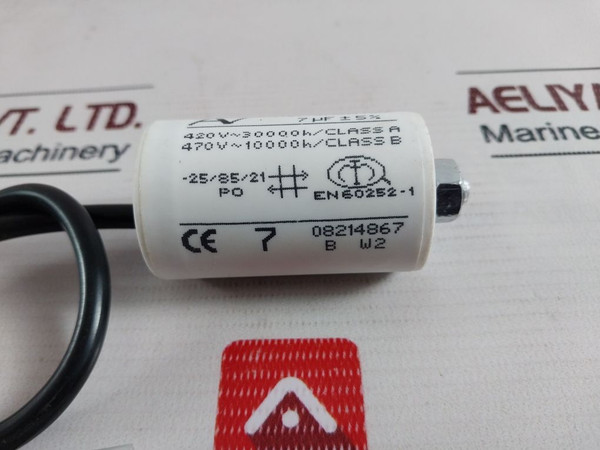 VT. LTD.
achinery
AELIYA
Marine
7µF ± 5%
420V~30000h/CLASS A
470V~10000h/CLASS B
-25/85/21
PO
EN60252-1
CE 7 08214867
B W2